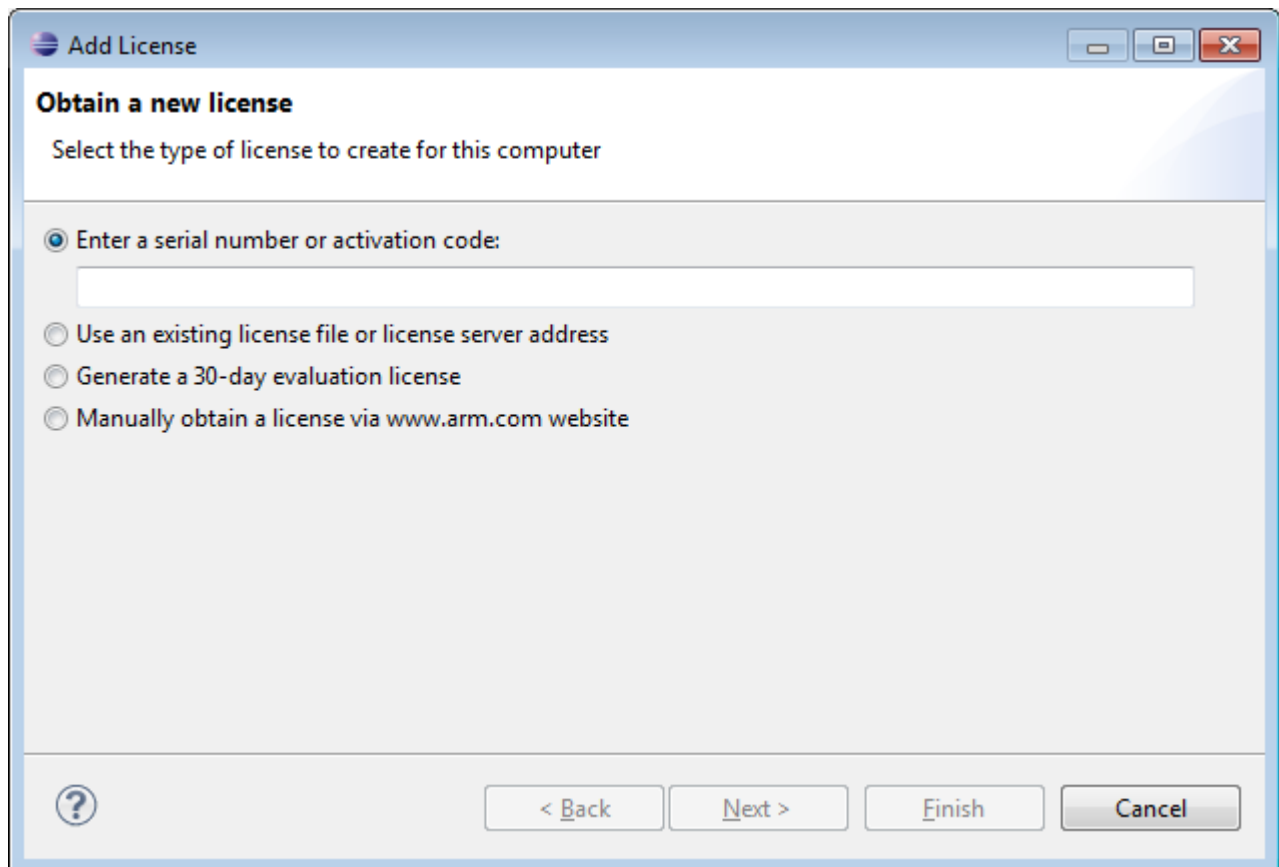 Add License
Obtain a new license
Select the type of license to create for this computer
Enter a serial number or activation code:
Use an existing license file or license server address
Generate a 30-day evaluation license
Manually obtain a license via www.arm.com website
? < Back Next > Finish Cancel